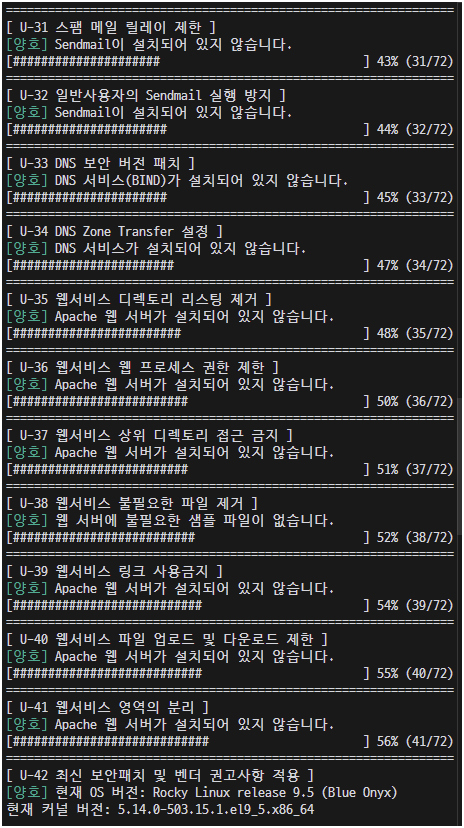 ================================================================
[ U-31 스팸 메일 릴레이 제한 ]
[양호] Sendmail이 설치되어 있지 않습니다.
[##################### ] 43% (31/72)
================================================================
[ U-32 일반사용자의 Sendmail 실행 방지 ]
[양호] Sendmail이 설치되어 있지 않습니다.
[###################### ] 44% (32/72)
================================================================
[ U-33 DNS 보안 버젼 패치 ]
[양호] DNS 서비스(BIND)가 설치되어 있지 않습니다.
[###################### ] 45% (33/72)
================================================================
[ U-34 DNS Zone Transfer 설정 ]
[양호] DNS 서비스가 설치되어 있지 않습니다.
[####################### ] 47% (34/72)
================================================================
[ U-35 웹서비스 디렉토리 리스팅 제거 ]
[양호] Apache 웹 서버가 설치되어 있지 않습니다.
[######################## ] 48% (35/72)
================================================================
[ U-36 웹서비스 웹 프로세스 권한 제한 ]
[양호] Apache 웹 서버가 설치되어 있지 않습니다.
[######################### ] 50% (36/72)
================================================================
[ U-37 웹서비스 상위 디렉토리 접근 금지 ]
[양호] Apache 웹 서버가 설치되어 있지 않습니다.
[######################### ] 51% (37/72)
================================================================
[ U-38 웹서비스 불필요한 파일 제거 ]
[양호] 웹 서버에 불필요한 샘플 파일이 없습니다.
[########################## ] 52% (38/72)
================================================================
[ U-39 웹서비스 링크 사용금지 ]
[양호] Apache 웹 서버가 설치되어 있지 않습니다.
[########################### ] 54% (39/72)
================================================================
[ U-40 웹서비스 파일 업로드 및 다운로드 제한 ]
[양호] Apache 웹 서버가 설치되어 있지 않습니다.
[########################### ] 55% (40/72)
================================================================
[ U-41 웹서비스 영역의 분리 ]
[양호] Apache 웹 서버가 설치되어 있지 않습니다.
[############################ ] 56% (41/72)
================================================================
[ U-42 최신 보안패치 및 벤더 권고사항 적용 ]
[양호] 현재 OS 버전: Rocky Linux release 9.5 (Blue Onyx)
현재 커널 버전: 5.14.0-503.15.1.el9_5.x86_64